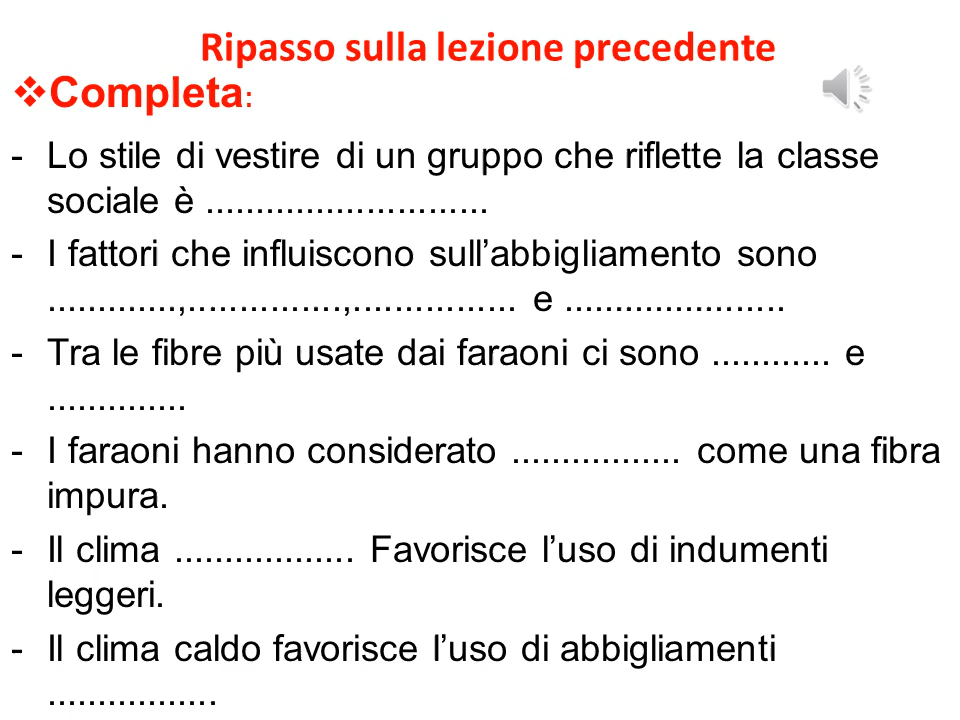 Ripasso sulla lezione precedente
❖Completa:
- Lo stile di vestire di un gruppo che riflette la classe
sociale è ............................
- I fattori che influiscono sull’abbigliamento sono
.............,...............,................ e ......................
- Tra le fibre più usate dai faraoni ci sono ............ e
..............
- I faraoni hanno considerato ................. come una fibra
impura.
- Il clima .................. Favorisce l’uso di indumenti
leggeri.
- Il clima caldo favorisce l’uso di abbigliamenti
.................